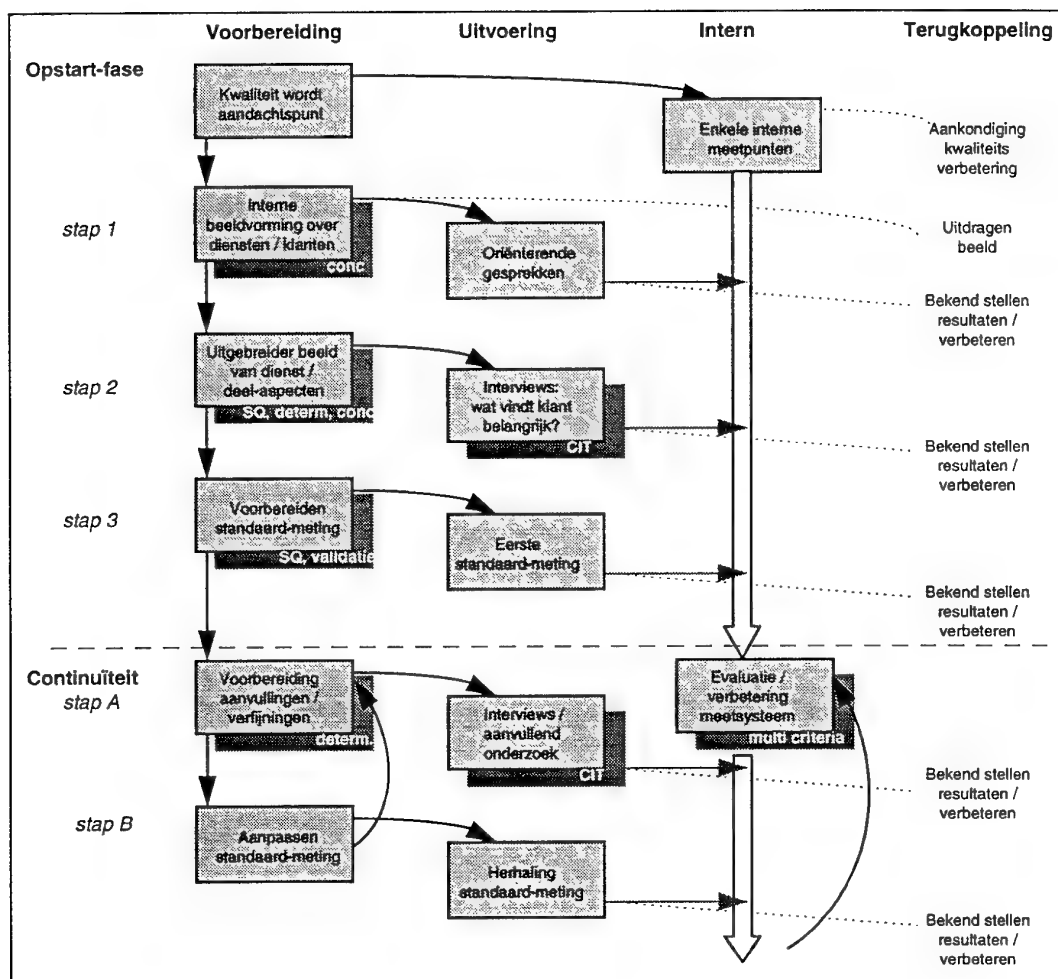 Voorbereiding
Uitvoering
Intern
Terugkoppeling
Opstart-fase
Kwaliteit wordt
aandachtspunt
Enkele interne
meetpunten
Aankondiging
kwaliteits
verbetering
stap 1
Interne
beeldvorming over
diensten / klanten
conc
Oriënterende
gesprekken
Uitdragen
beeld
Bekend stellen
resultaten /
verbeteren
stap 2
Uitgebreider beeld
van dienst /
deel-aspecten
SQ, determ, conc
Interviews:
wat vindt klant
belangrijk?
CIT
Bekend stellen
resultaten /
verbeteren
stap 3
Voorbereiden
standaard-meting
SQ, validatie
Eerste
standaard-meting
Bekend stellen
resultaten /
verbeteren
Continuïteit
stap A
Voorbereiding
aanvullingen /
verfijningen
determ.
Interviews /
aanvullend
onderzoek
CIT
Evaluatie /
verbetering
meetsysteem
multi criteria
Bekend stellen
resultaten /
verbeteren
stap B
Aanpassen
standaard-meting
Herhaling
standaard-meting
Bekend stellen
resultaten /
verbeteren